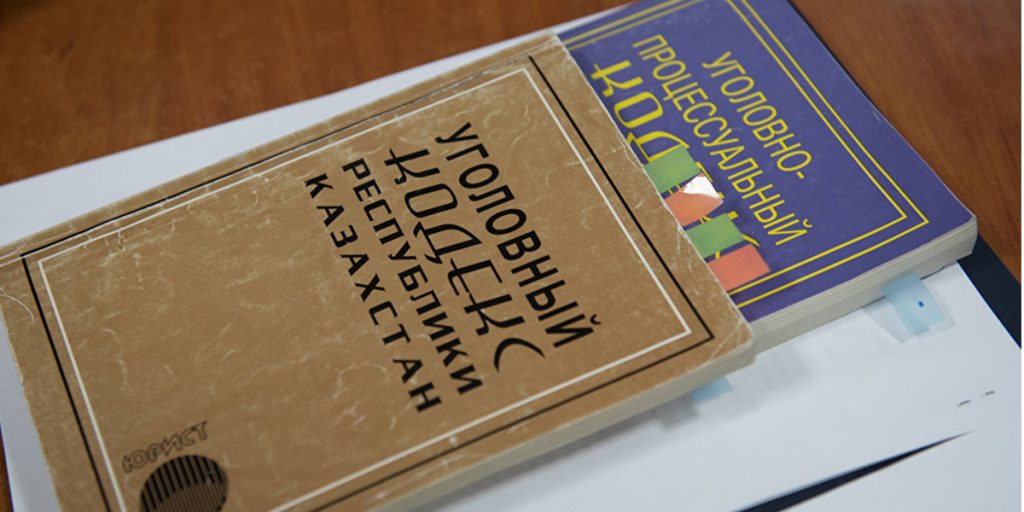 УГОЛОВНЫЙ
КОДЕКС
РЕСПУБЛИКИ
КАЗАХСТАН
ЮРИСТ
УГОЛОВНО-
ПРОЦЕССУАЛЬНЫЙ